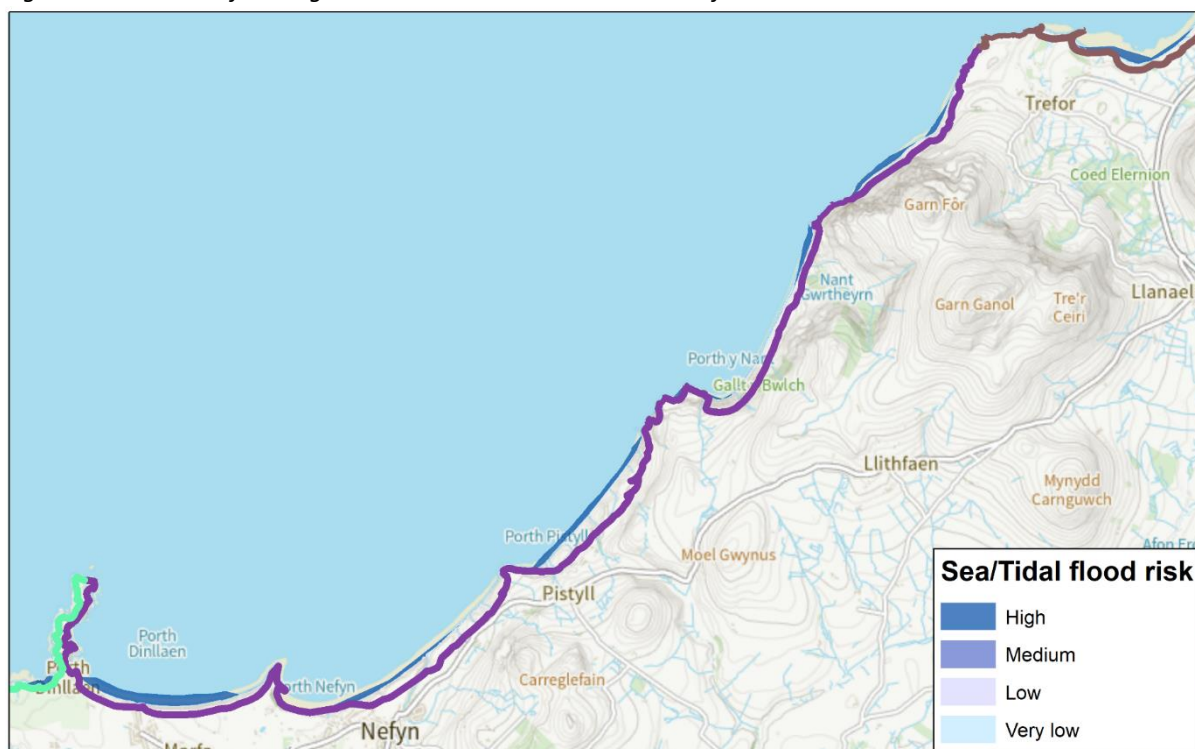 Trefor
Coed Elernion
Garn Fôr
Nant
Gwrtheyrn
Garn Ganol
Tre'r
Ceiri
Llanael
Porth y Nant
Gallt y Bwlch
Llithfaen
Mynydd
Carnguwch
Porth Pistyll
Moel Gwynus
Pistyll
Porth
Dinllaen
Porth
Dinllaen
Porth Nefyn
Carreglefain
Nefyn
Sea/Tidal flood risk
High
Medium
Low
Very low